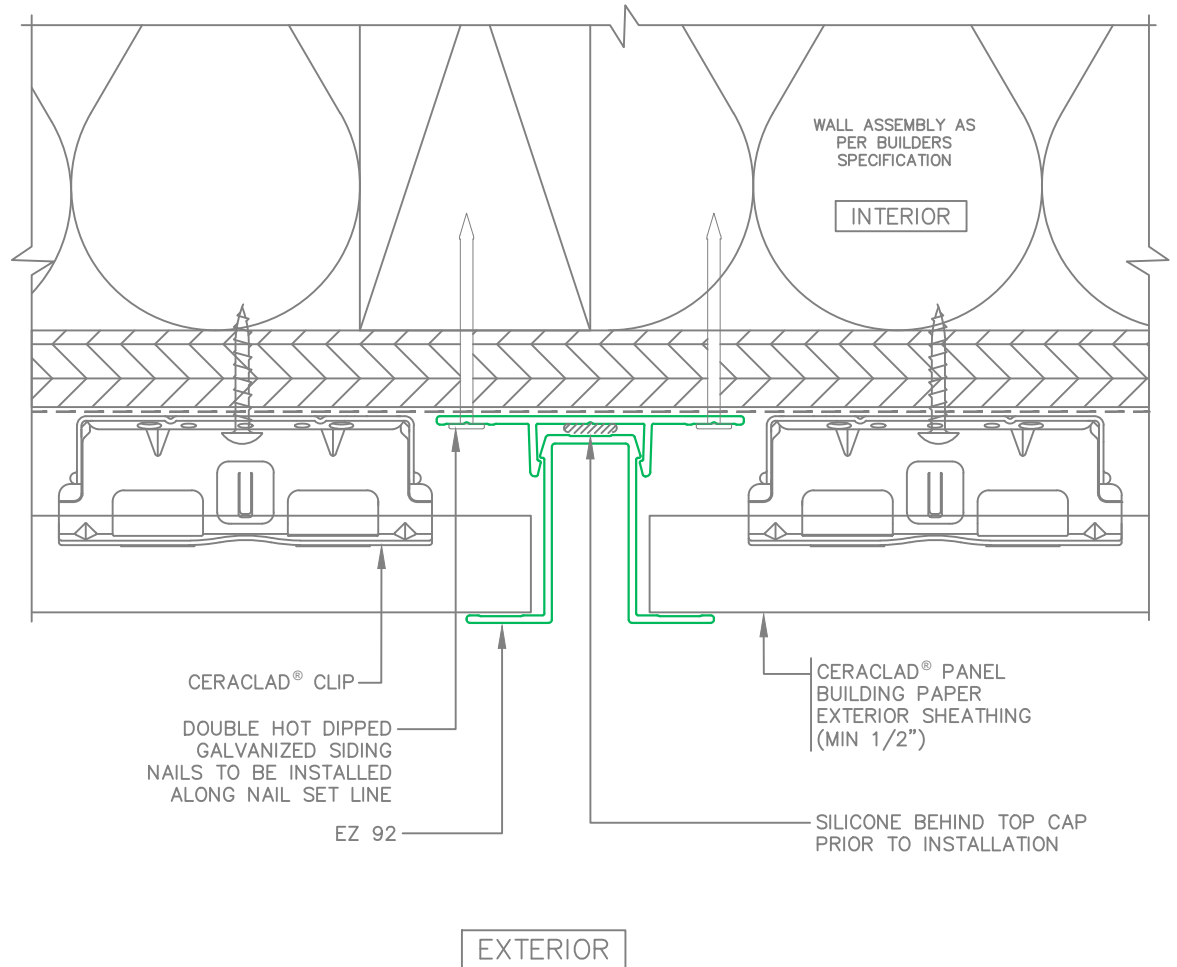 WALL ASSEMBLY AS
PER BUILDERS
SPECIFICATION
INTERIOR
CERACLAD® CLIP
DOUBLE HOT DIPPED
GALVANIZED SIDING
NAILS TO BE INSTALLED
ALONG NAIL SET LINE
EZ 92
CERACLAD® PANEL
BUILDING PAPER
EXTERIOR SHEATHING
(MIN 1/2”)
SILICONE BEHIND TOP CAP
PRIOR TO INSTALLATION
EXTERIOR